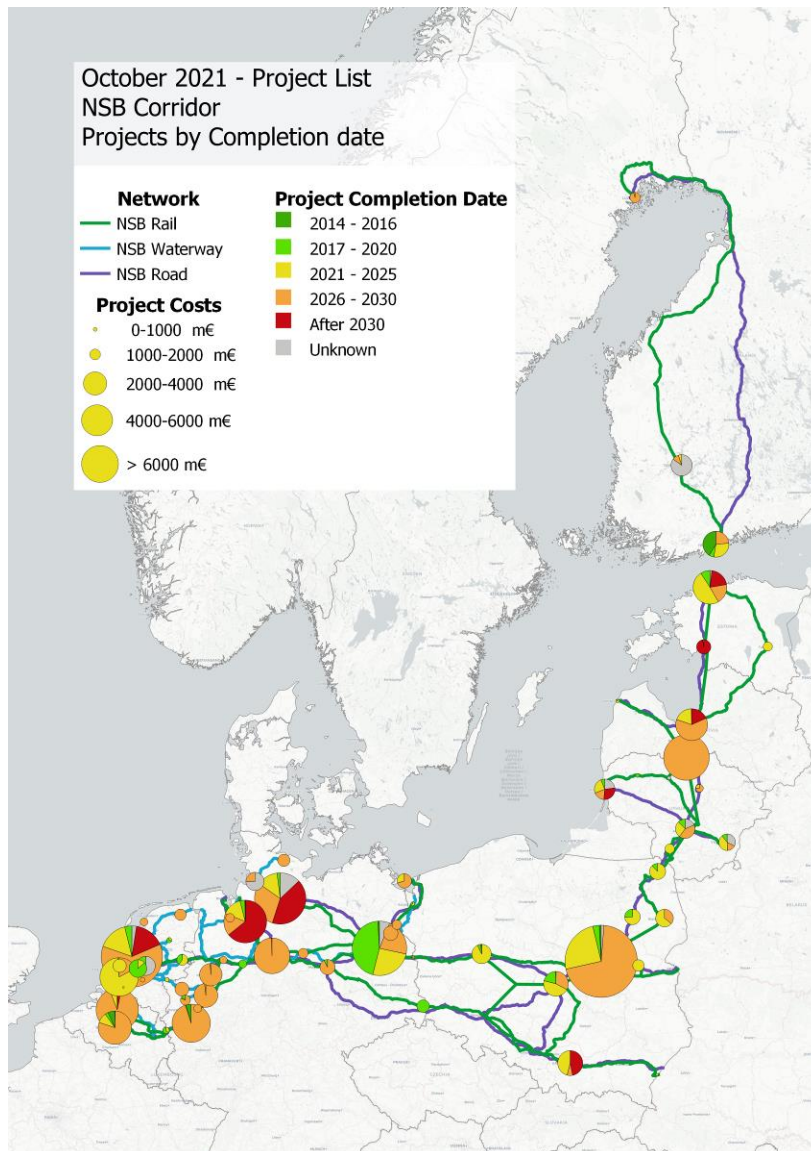 October 2021 - Project List
NSB Corridor
Projects by Completion date
Network
NSB Rail
NSB Waterway
NSB Road
Project Costs
0-1000 m€
1000-2000 m€
2000-4000 m€
4000-6000 m€
> 6000 m€
Project Completion Date
2014 - 2016
2017 - 2020
2021 - 2025
2026 - 2030
After 2030
Unknown